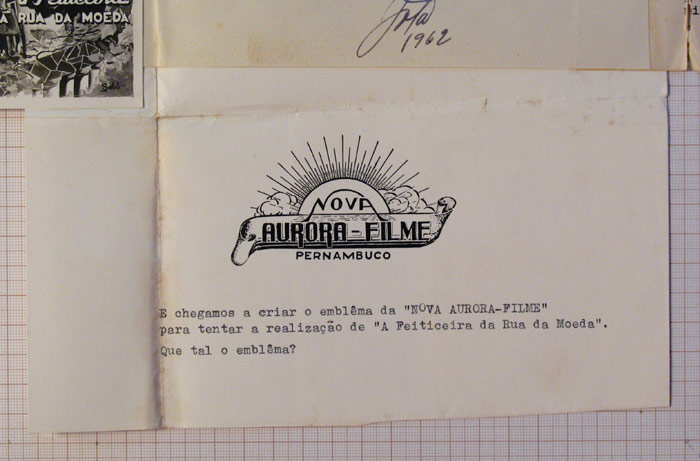 A RUA DA MOEDA
1962
NOVA
AURORA-FILME
PERNAMBUCO
E chegamos a criar o emblêma da "NOVA AURORA-FILME"
para tentar a realização de "A Feiticeira da Rua da Moeda".
Que tal o emblêma?